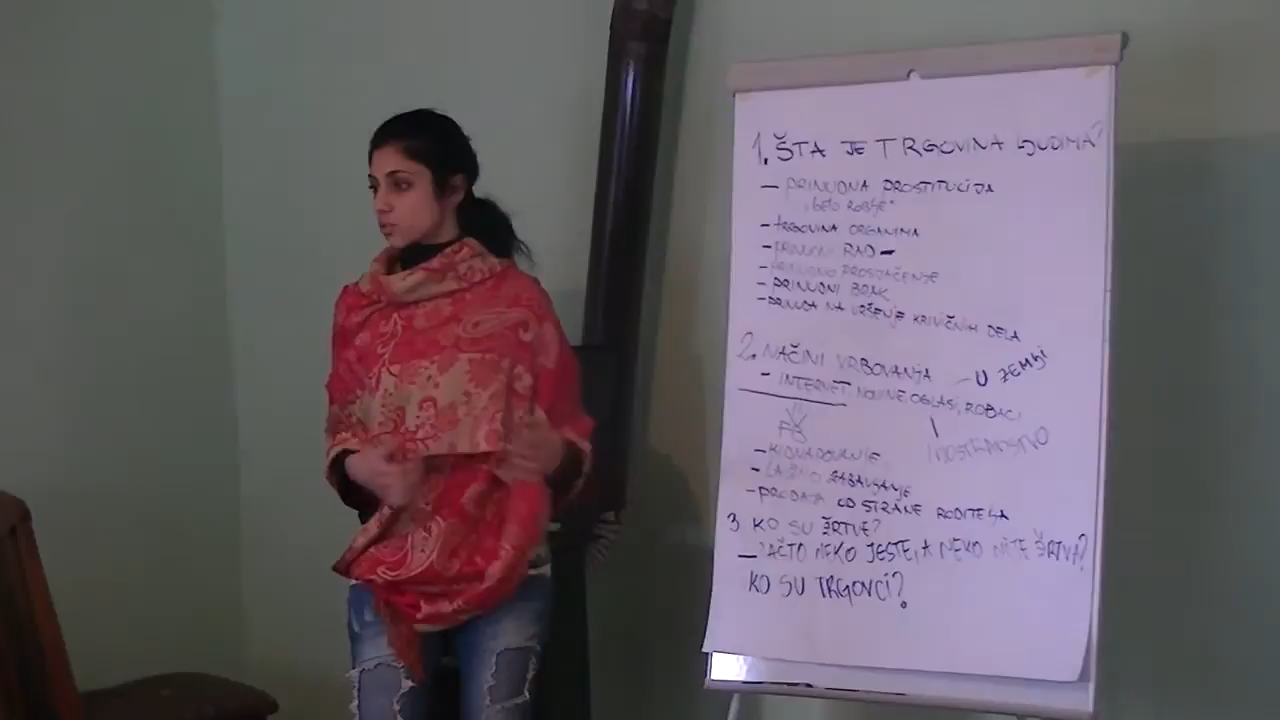 1. ŠTA JE TRGOVINA LJUDIMA?
- PRINUDNA PROSTITUCIJA
"belo ROBLJE"
- TRGOVINA ORGANIMA
- PRINUDNI RAD -
- PRINUDNO PROSJAČENJE
- PRINUDNI BRAK
- PRINUDA NA VRŠENJE KRIVIČNIH DELA
2. NAČINI VRBOVANJA - U ZEMLJI
- INTERNET, NOVINE, OGLASI, ROĐACI
FB
INOSTRANSTVO
- KIDNAPOVANJE
- LAŽNO ZABAVLJANJE
- PRODAJA OD STRANE RODITELJA
3 KO SU ŽRTVE?
- ZAŠTO NEKO JESTE, A NEKO NIJE ŽRTVA?
KO SU TRGOVCI?